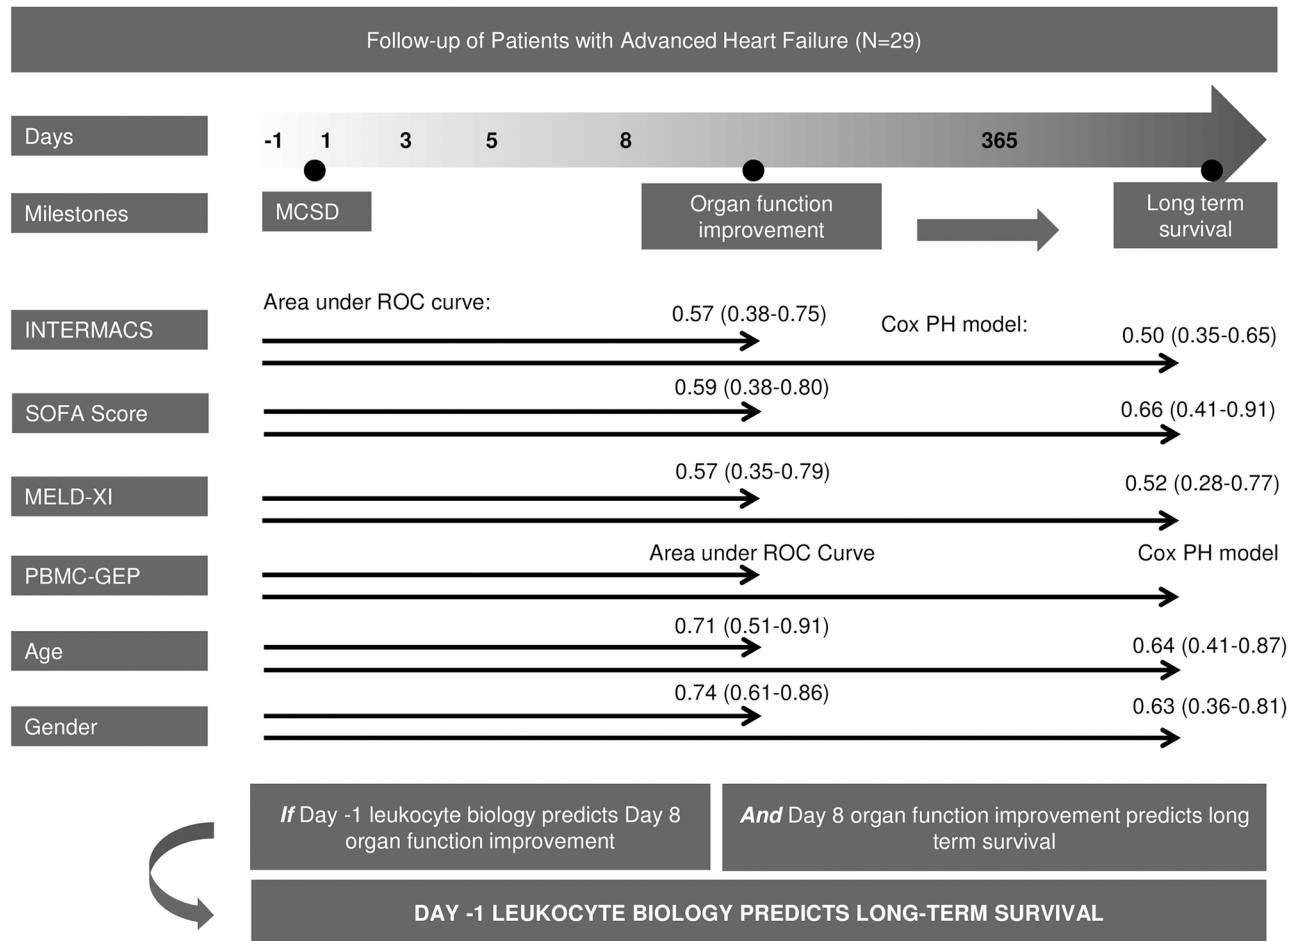 Follow-up of Patients with Advanced Heart Failure (N=29)
Days
-1 1 3 5 8 365
Milestones
MCSD
Organ function
improvement
Long term
survival
Area under ROC curve:
INTERMACS
0.57 (0.38-0.75)
Cox PH model:
0.50 (0.35-0.65)
SOFA Score
0.59 (0.38-0.80)
0.66 (0.41-0.91)
MELD-XI
0.57 (0.35-0.79)
0.52 (0.28-0.77)
PBMC-GEP
Area under ROC Curve
Cox PH model
Age
0.71 (0.51-0.91)
0.64 (0.41-0.87)
Gender
0.74 (0.61-0.86)
0.63 (0.36-0.81)
If Day -1 leukocyte biology predicts Day 8
organ function improvement
And Day 8 organ function improvement predicts long
term survival
DAY -1 LEUKOCYTE BIOLOGY PREDICTS LONG-TERM SURVIVAL